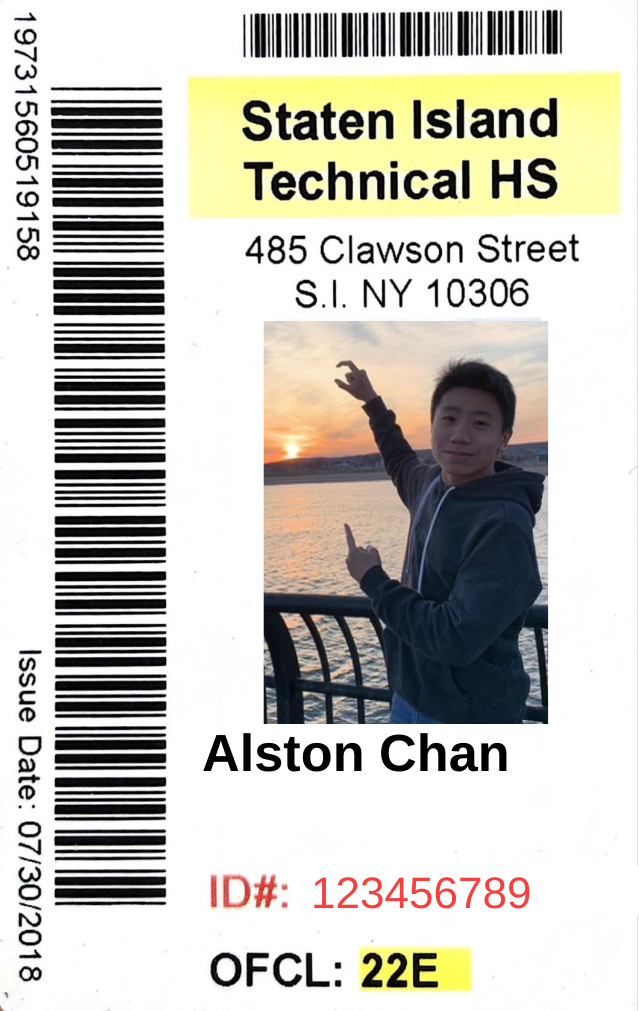 Staten Island
Technical HS
485 Clawson Street
S.I. NY 10306
Alston Chan
ID#: 123456789
OFCL: 22E
197315560519158
Issue Date: 07/30/2018